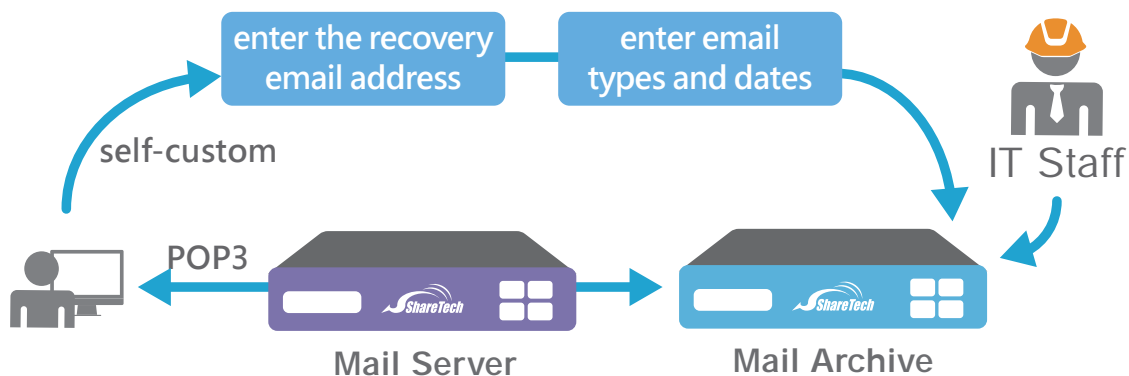 enter the recovery
email address
enter email
types and dates
self-custom
IT Staff
POP3
ShareTech
ShareTech
Mail Server
Mail Archive